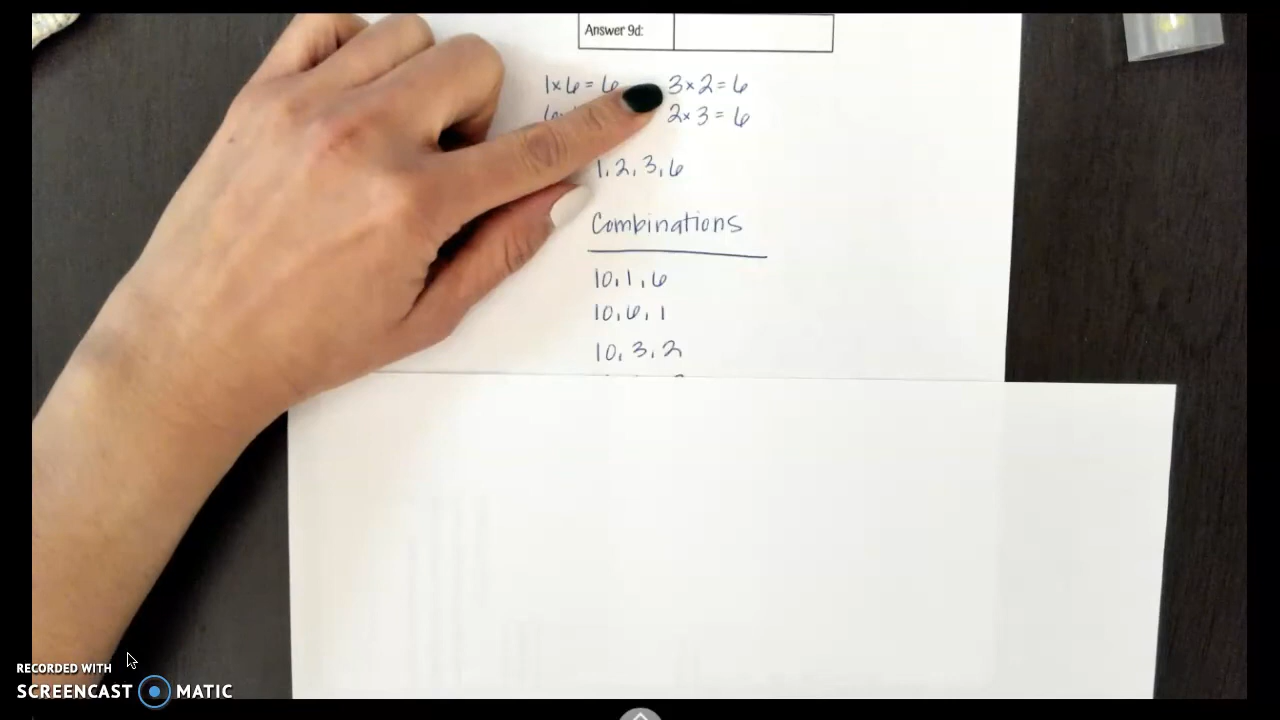 Answer 9d:
1×6=6 3×2=6
2×3=6
1, 2, 3, 6
Combinations
10, 1, 6
10, 6, 1
10, 3, 2
RECORDED WITH
SCREENCAST MATIC